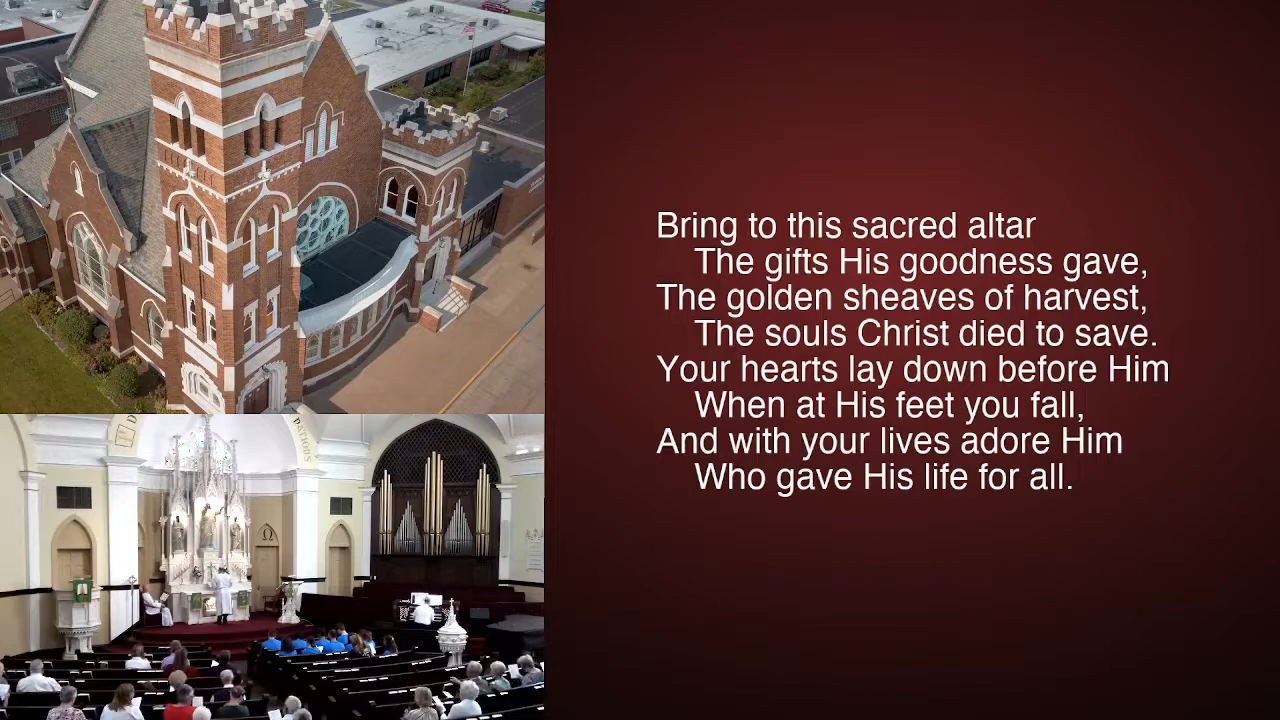 Bring to this sacred altar
The gifts His goodness gave,
The golden sheaves of harvest,
The souls Christ died to save.
Your hearts lay down before Him
When at His feet you fall,
And with your lives adore Him
Who gave His life for all.
Ω